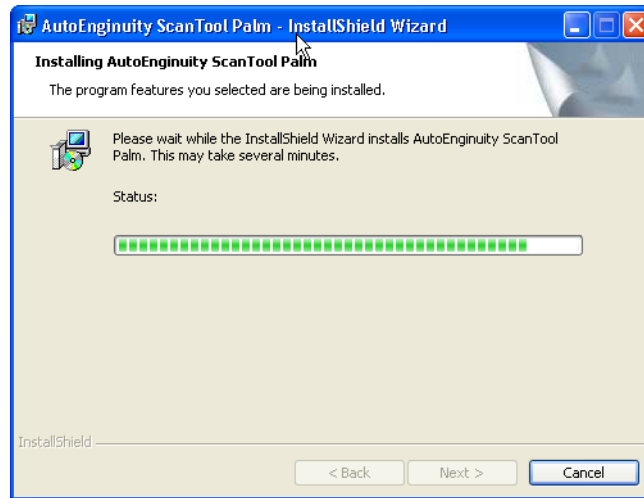 AutoEnginuity ScanTool Palm - InstallShield Wizard
Installing AutoEnginuity ScanTool Palm
The program features you selected are being installed.
Please wait while the InstallShield Wizard installs AutoEnginuity ScanTool
Palm. This may take several minutes.
Status:
InstallShield
< Back
Next >
Cancel